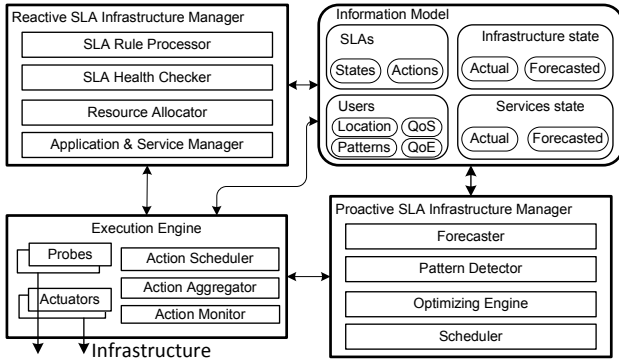 Reactive SLA Infrastructure Manager
SLA Rule Processor
SLA Health Checker
Resource Allocator
Application & Service Manager
Information Model
SLAs
States
Actions
Infrastructure state
Actual
Forecasted
Users
Location
QoS
Patterns
QoE
Services state
Actual
Forecasted
Execution Engine
Probes
Actuators
Action Scheduler
Action Aggregator
Action Monitor
Infrastructure
Proactive SLA Infrastructure Manager
Forecaster
Pattern Detector
Optimizing Engine
Scheduler